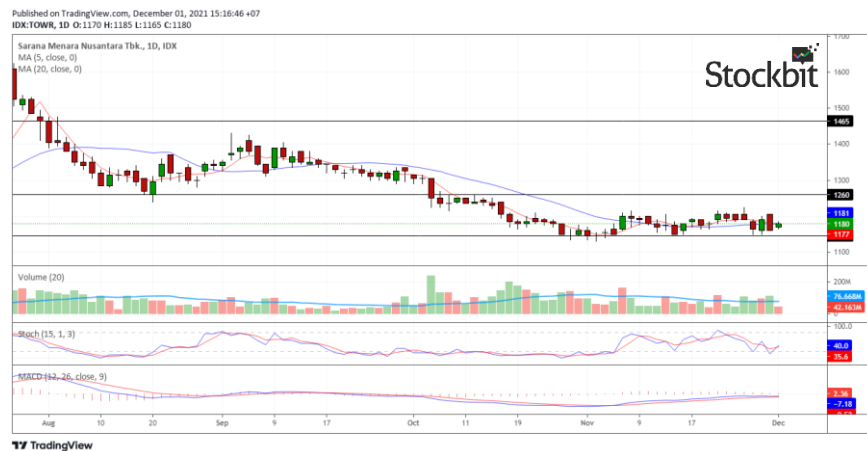 Published on TradingView.com, December 01, 2021 15:16:46 +07
IDX:TOWR, 1D O:1170 H:1185 L:1165 C:1180
Sarana Menara Nusantara Tbk., 1D, IDX
MA (5, close, 0)
MA (20, close, 0)
Stockbit
1700
1500
1465
1400
1300
1260
1181
1180
1177
1100
Volume (20)
200M
76.668M
42.163M
0
Stoch (15, 1, 3)
100.0
40.0
35.6
MACD (12, 26, close, 9)
2.36
-7.18
Aug 10 20 Sep 9 17 Oct 11 19 Nov 9 17 Dec
TradingView